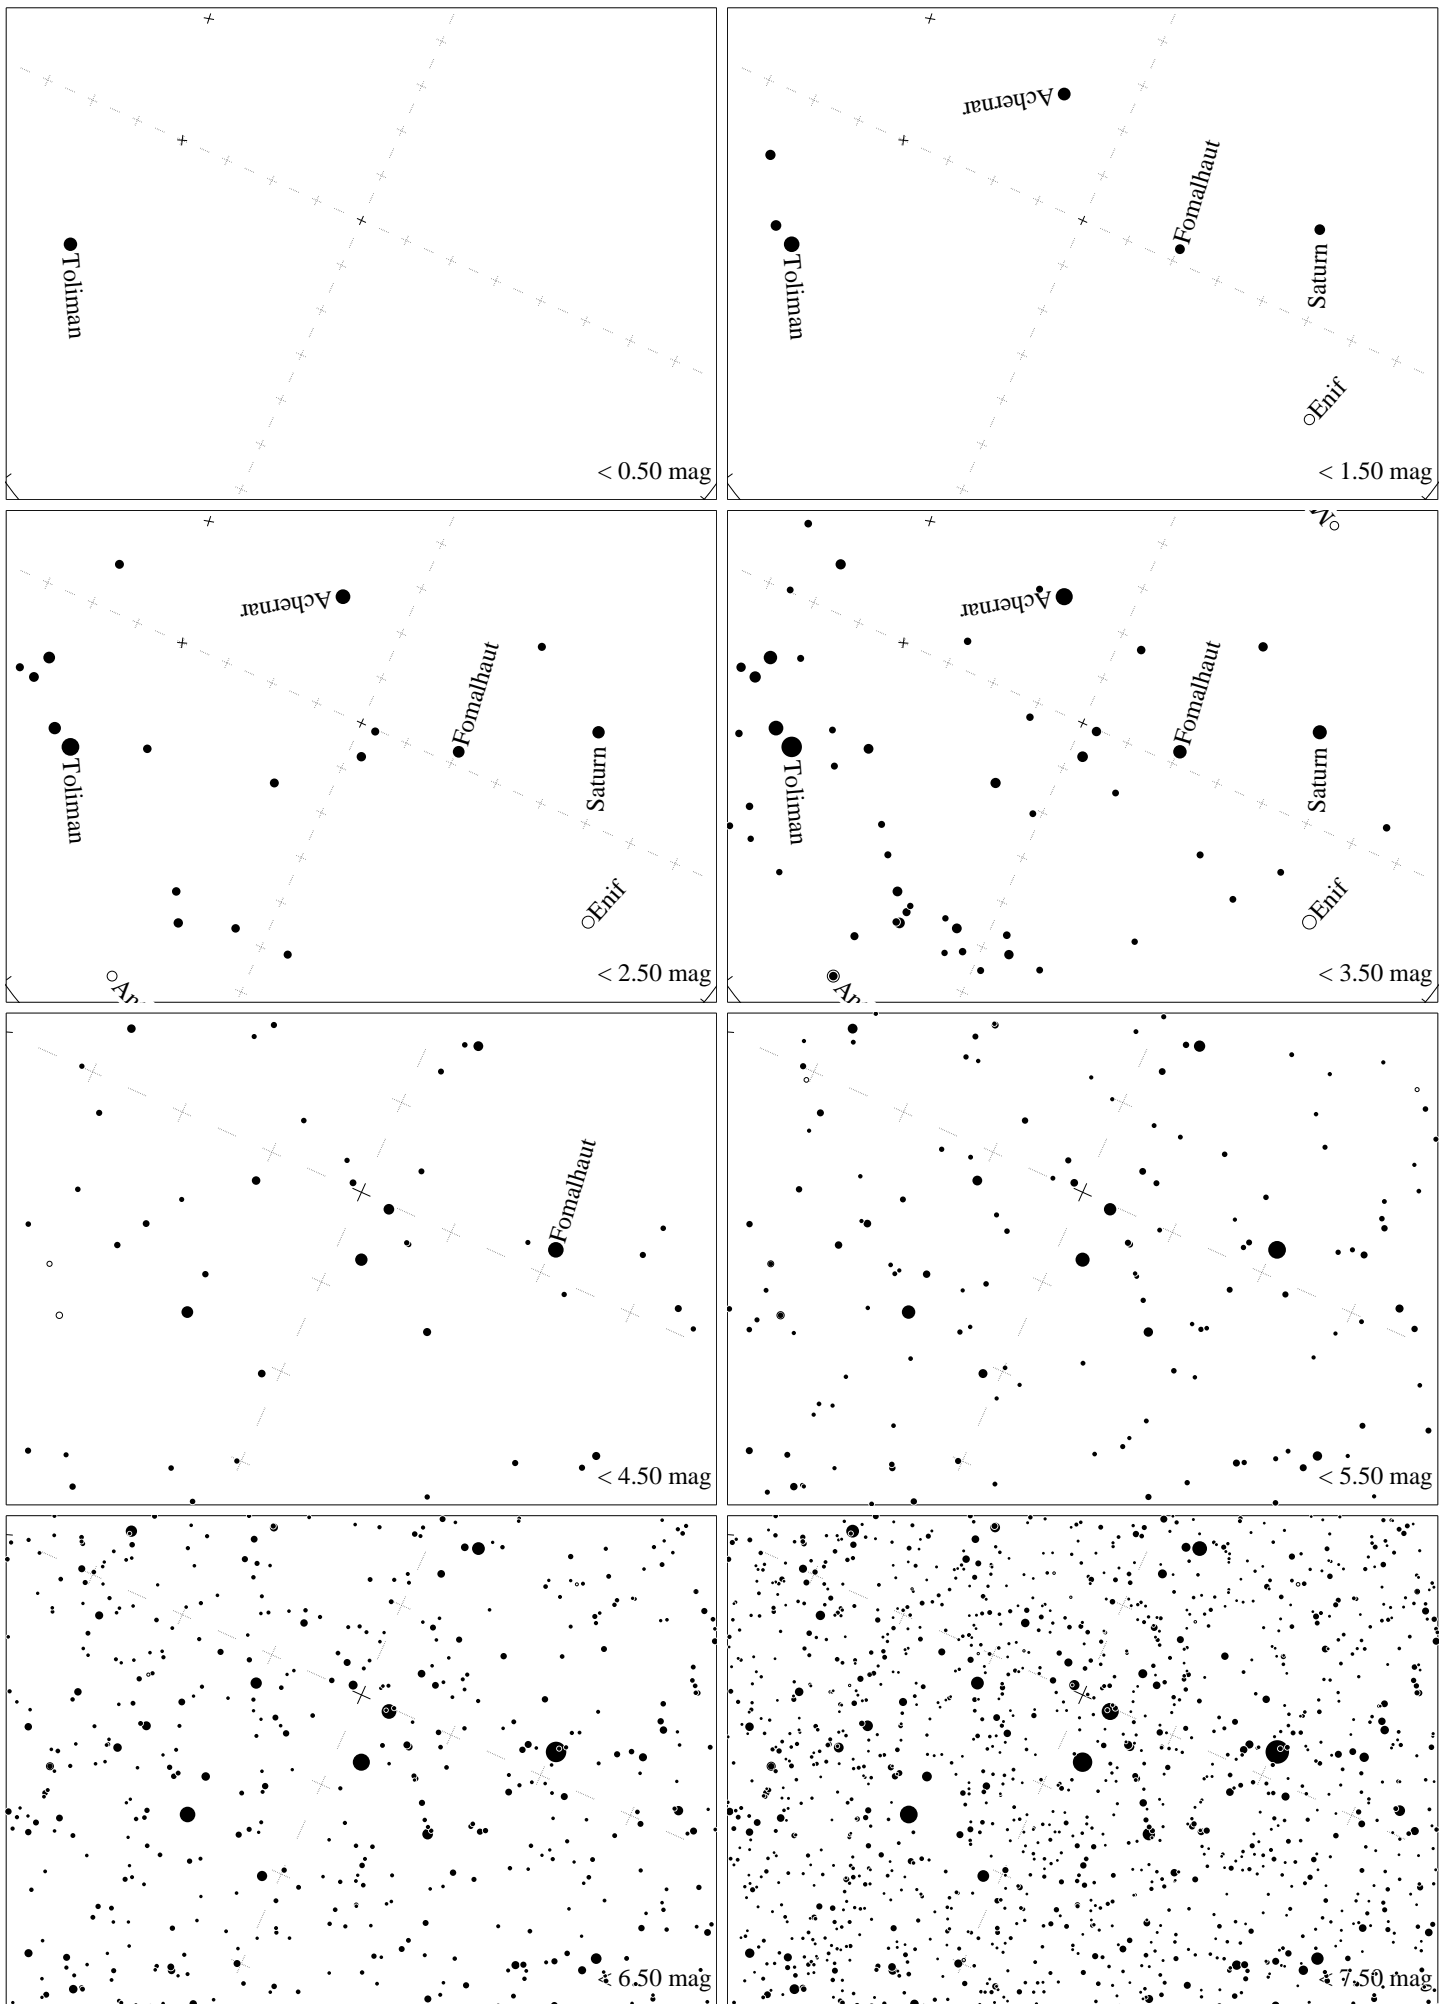 Toliman
< 0.50 mag
Achernar
Fomalhaut
Toliman
Saturn
Enif
< 1.50 mag
Achernar
Fomalhaut
Toliman
Saturn
Enif
< 2.50 mag
Achernar
Fomalhaut
Toliman
Saturn
Enif
< 3.50 mag
Fomalhaut
< 4.50 mag
< 5.50 mag
< 6.50 mag
< 7.50 mag